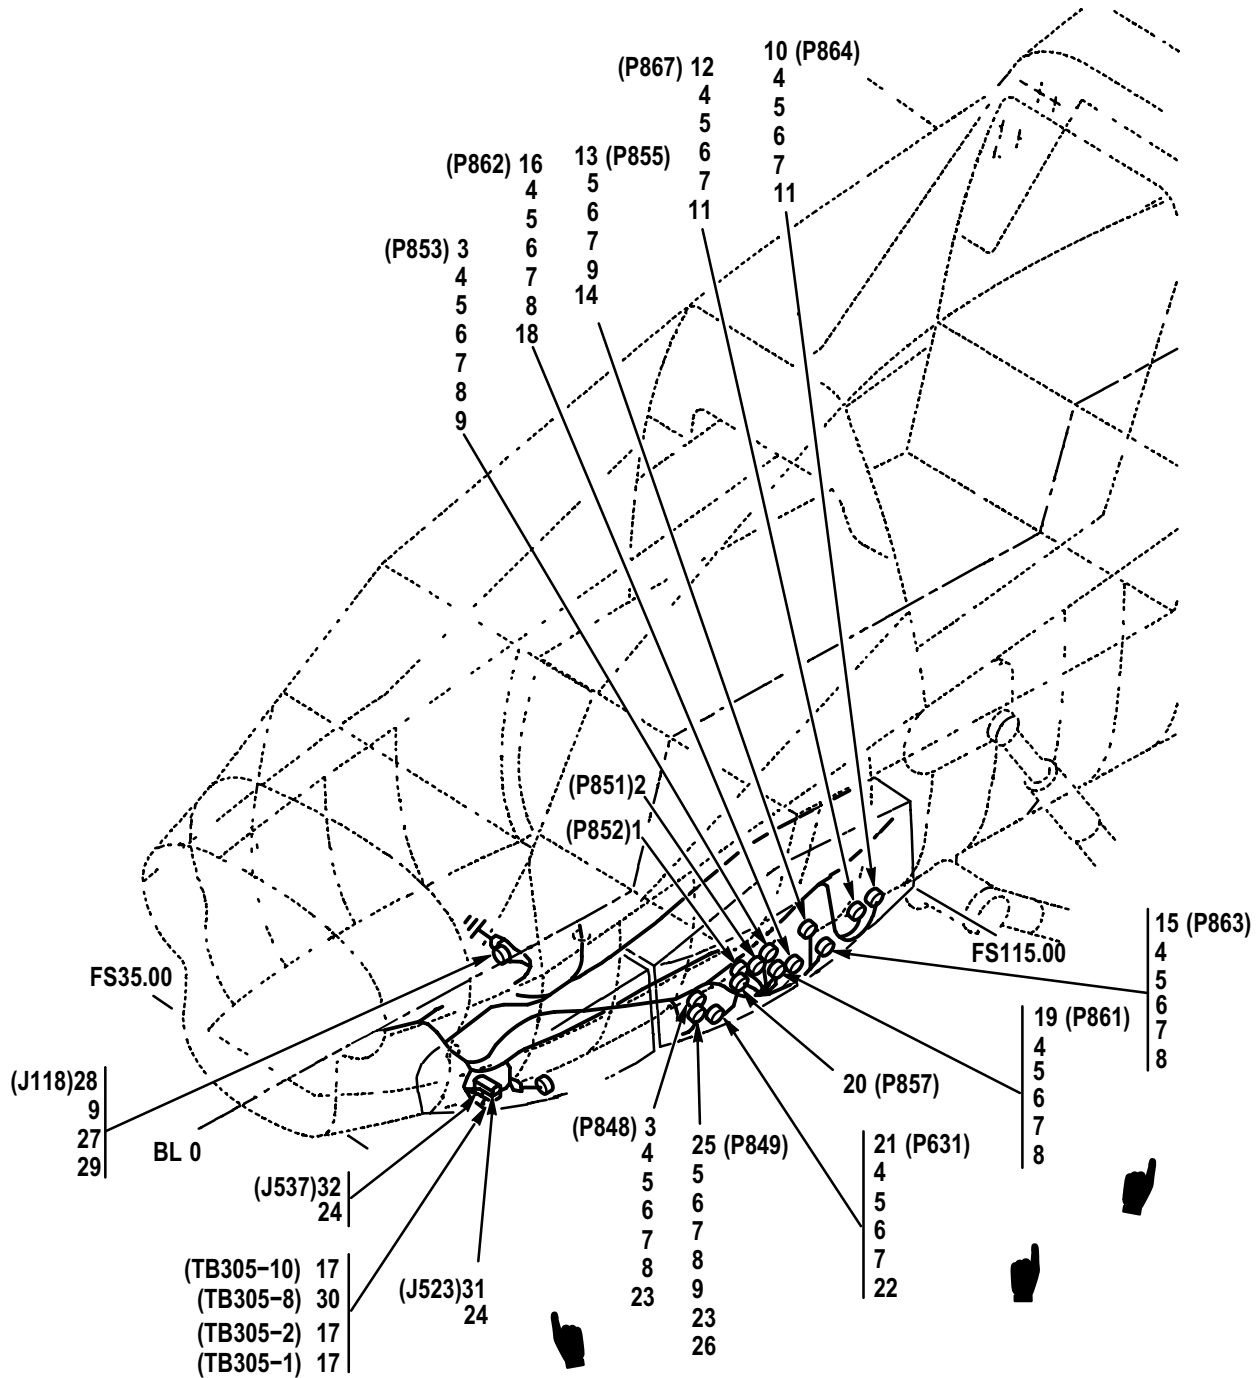 10 (P864)
4
5
6
7
11
(P867) 12
4
5
6
7
11
13 (P855)
5
6
7
9
14
(P862) 16
4
5
6
7
8
18
(P853) 3
4
5
6
7
8
9
(P851)2
(P852)1
15 (P863)
4
5
6
7
8
FS115.00
FS35.00
19 (P861)
4
5
6
7
8
20 (P857)
(J118)28
9
27
29
BL 0
(P848) 3
4
5
6
7
8
23
25 (P849)
5
6
7
8
9
23
26
21 (P631)
4
5
6
7
22
(J537)32
24
(TB305−10) 17
(TB305−8) 30
(TB305−2) 17
(TB305−1) 17
(J523)31
24